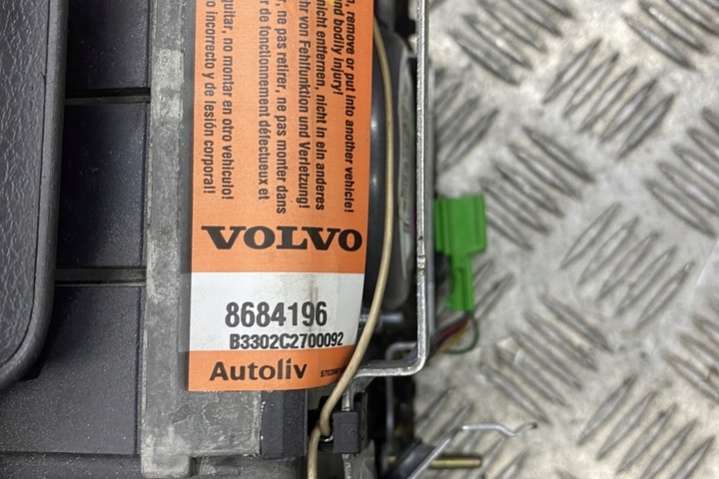 , remove or put into another vehicle!
nd bodily injury!
nicht entfernen, nicht in ein anderes
hr von Fehlfunktion und Verletzung!
r, ne pas retirer, ne pas monter dans
r de fonctionnement défectueux et
quitar, no montar en otro vehículo!
o incorrecto y de lesión corporal!
VOLVO
8684196
B3302C2700092
Autoliv